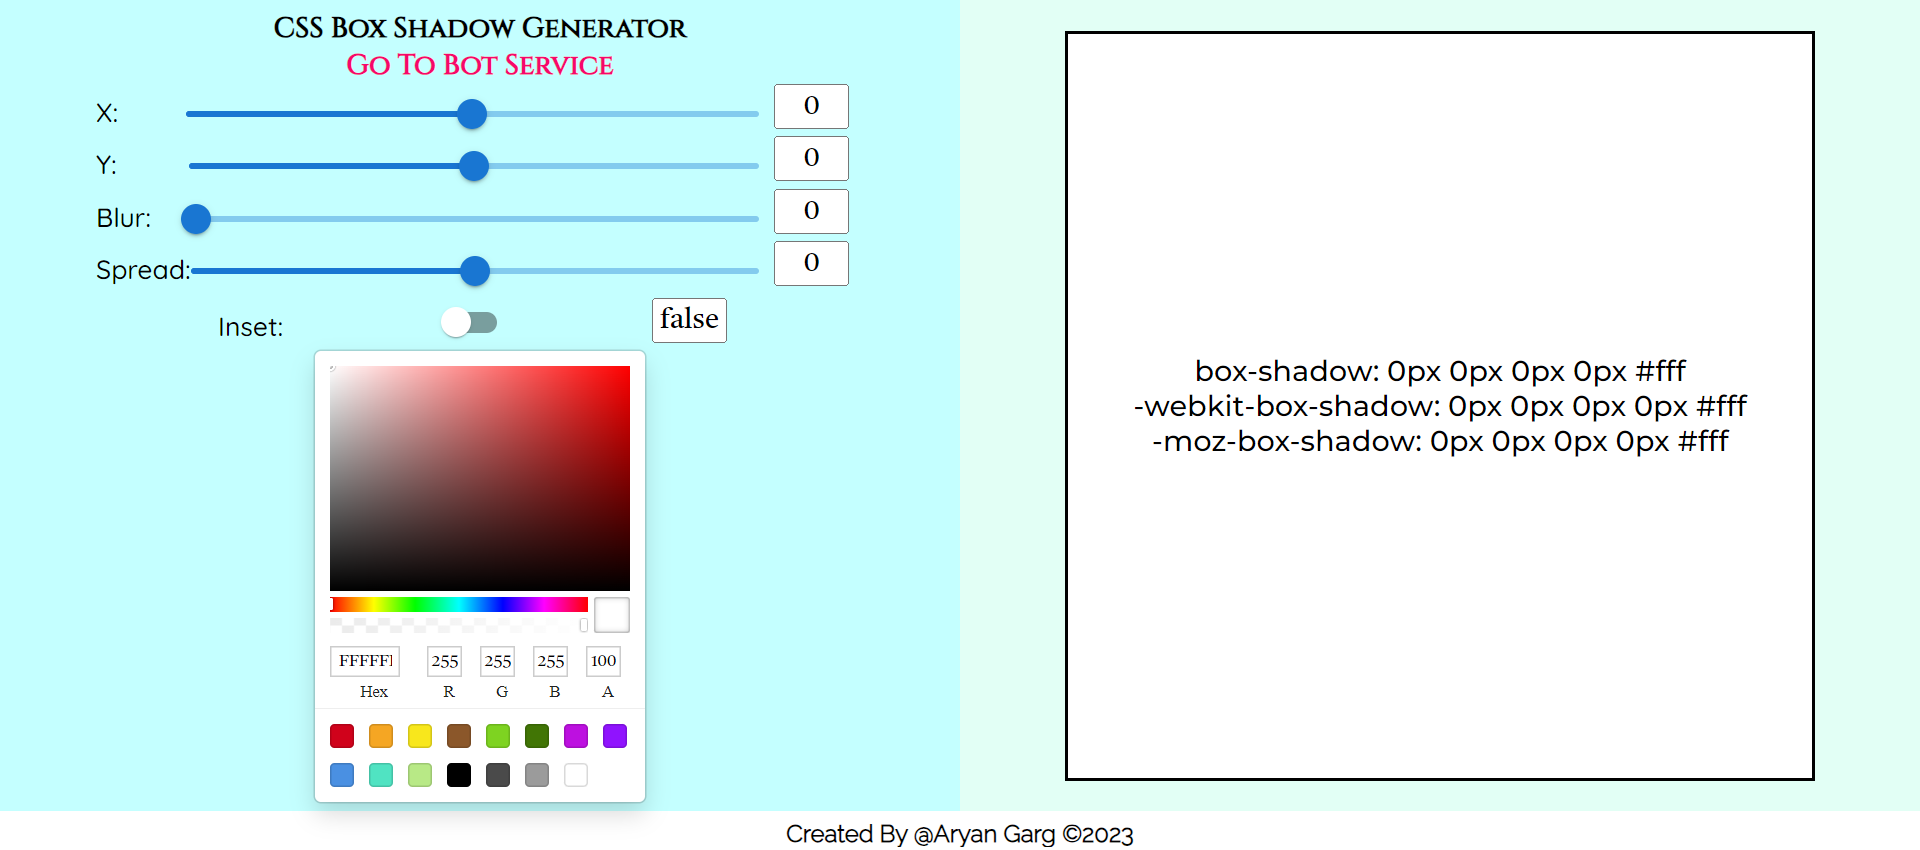 CSS Box Shadow Generator
Go To Bot Service
X: 0
Y: 0
Blur: 0
Spread: 0
Inset: false
FFFFFF 255 255 255 100
Hex R G B A
box-shadow: 0px 0px 0px 0px #fff
-webkit-box-shadow: 0px 0px 0px 0px #fff
-moz-box-shadow: 0px 0px 0px 0px #fff
Created By @Aryan Garg ©2023